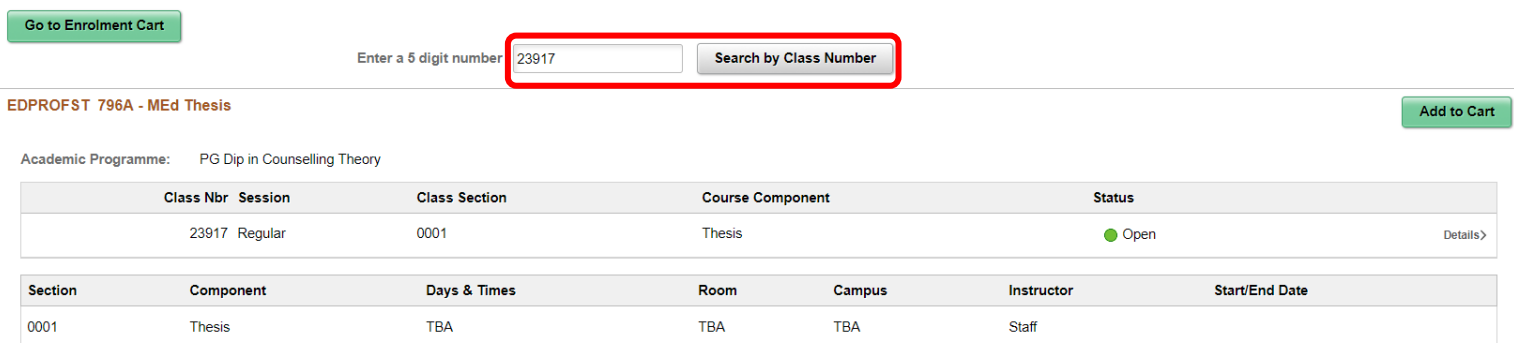 Go to Enrolment Cart
Enter a 5 digit number 23917 Search by Class Number
EDPROFST 796A - MEd Thesis Add to Cart
Academic Programme: PG Dip in Counselling Theory
Class Nbr Session Class Section Course Component Status
23917 Regular 0001 Thesis Open Details>
Section Component Days & Times Room Campus Instructor Start/End Date
0001 Thesis TBA TBA TBA Staff